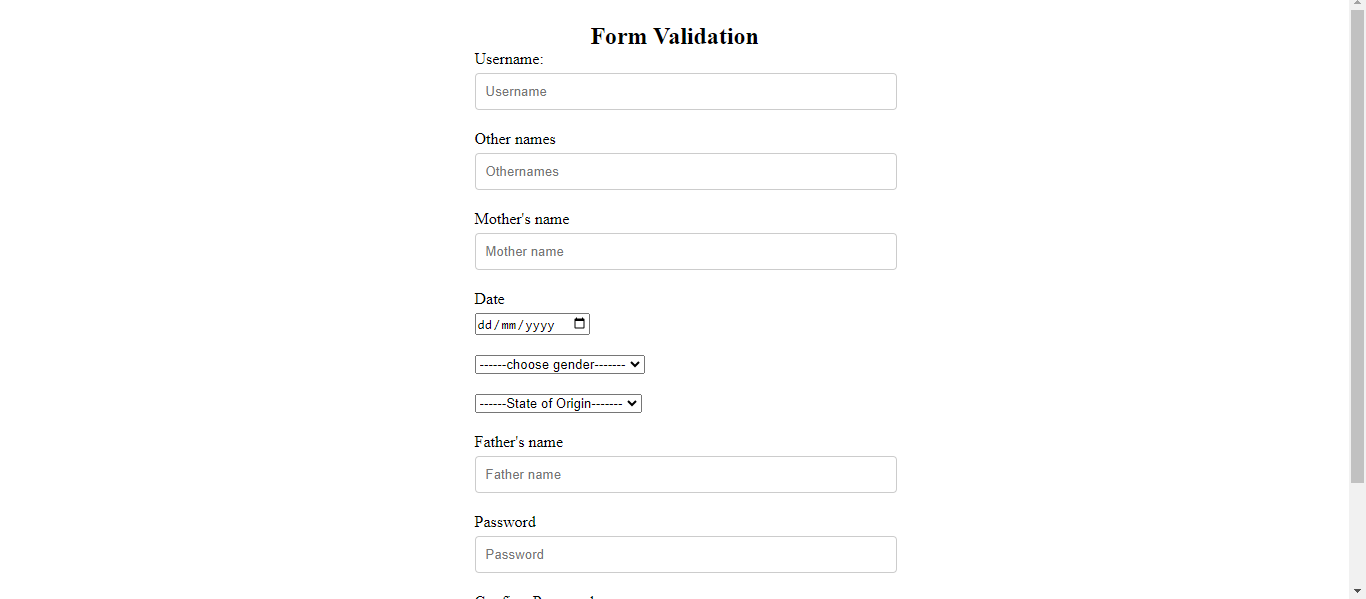 Form Validation
Username:
Username
Other names
Othernames
Mother's name
Mother name
Date
dd/mm/yyyy
------choose gender-------
------State of Origin-------
Father's name
Father name
Password
Password